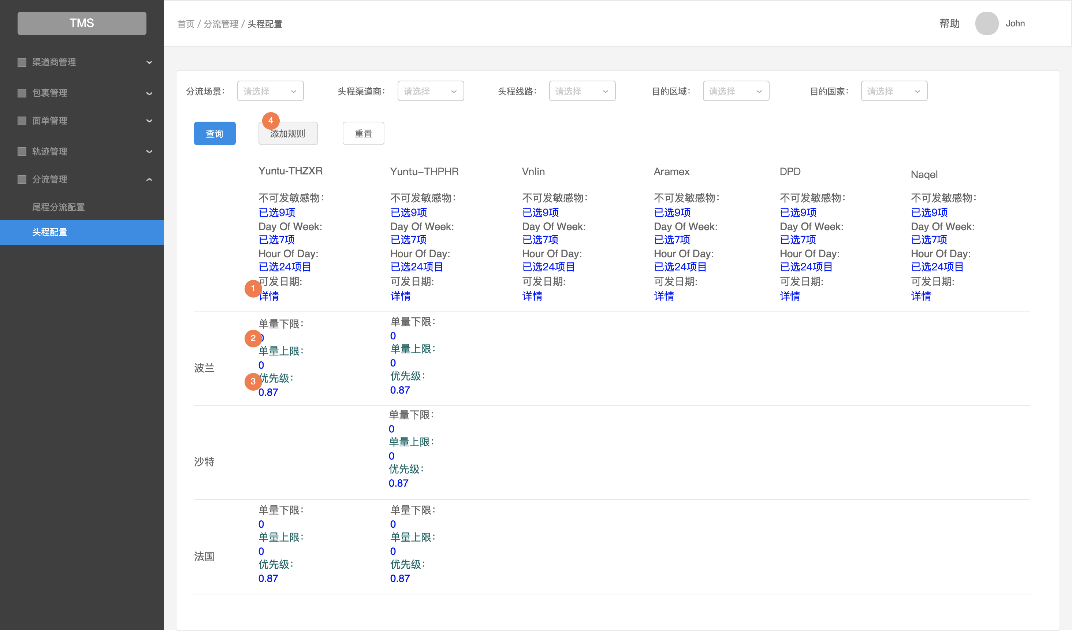 TMS
首页 / 分流管理 / 头程配置
帮助
John
渠道商管理
包裹管理
面单管理
轨迹管理
分流管理
尾程分流配置
头程配置
分流场景: 请选择
头程渠道商: 请选择
头程线路: 请选择
目的区域: 请选择
目的国家: 请选择
4
查询
添加规则
重置
Yuntu-THZXR
Yuntu-THPHR
Vnlin
Aramex
DPD
Naqel
不可发敏感物: 不可发敏感物: 不可发敏感物: 不可发敏感物: 不可发敏感物: 不可发敏感物:
已选9项 已选9项 已选9项 已选9项 已选9项 已选9项
Day Of Week: Day Of Week: Day Of Week: Day Of Week: Day Of Week: Day Of Week:
已选7项 已选7项 已选7项 已选7项 已选7项 已选7项
Hour Of Day: Hour Of Day: Hour Of Day: Hour Of Day: Hour Of Day: Hour Of Day:
已选24项目 已选24项目 已选24项目 已选24项目 已选24项目 已选24项目
可发日期: 可发日期: 可发日期: 可发日期: 可发日期: 可发日期:
1
详情 详情 详情 详情 详情 详情
波兰
单量下限: 单量下限:
2
0 0
单量上限: 单量上限:
0 0
3
优先级: 优先级:
0.87 0.87
沙特
单量下限:
0
单量上限:
0
优先级:
0.87
法国
单量下限: 单量下限:
0 0
单量上限: 单量上限:
0 0
优先级: 优先级:
0.87 0.87